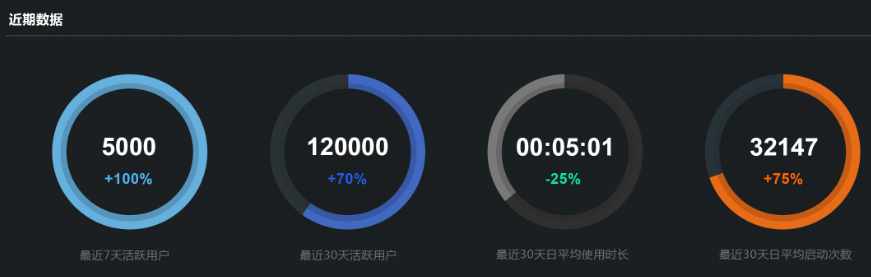 近期数据
5000
+100%
最近7天活跃用户
120000
+70%
最近30天活跃用户
00:05:01
-25%
最近30天日平均使用时长
32147
+75%
最近30天日平均启动次数